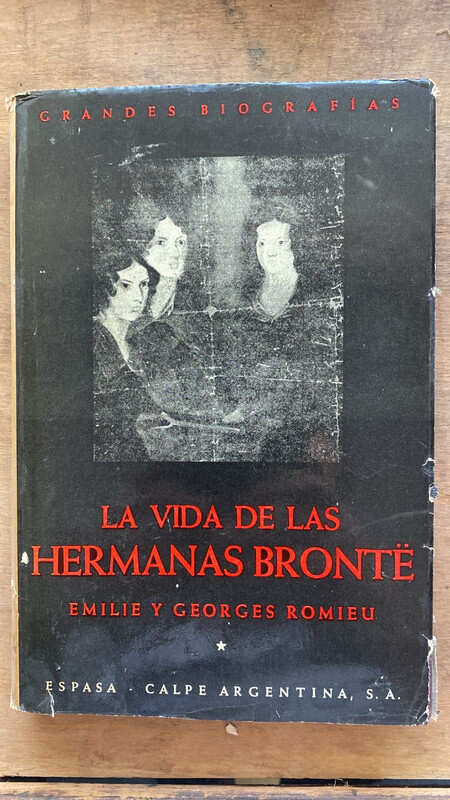 GRANDES BIOGRAFÍAS
LA VIDA DE LAS
HERMANAS BRONTË
EMILIE Y GEORGES ROMIEU
ESPASA - CALPE ARGENTINA, S.A.